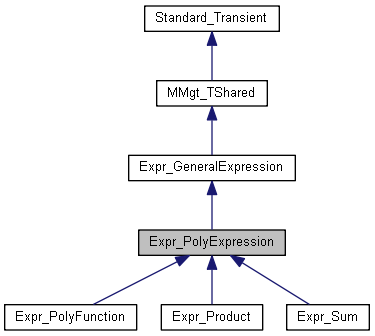 Standard_Transient
MMgt_TShared
Expr_GeneralExpression
Expr_PolyExpression
Expr_PolyFunction Expr_Product Expr_Sum